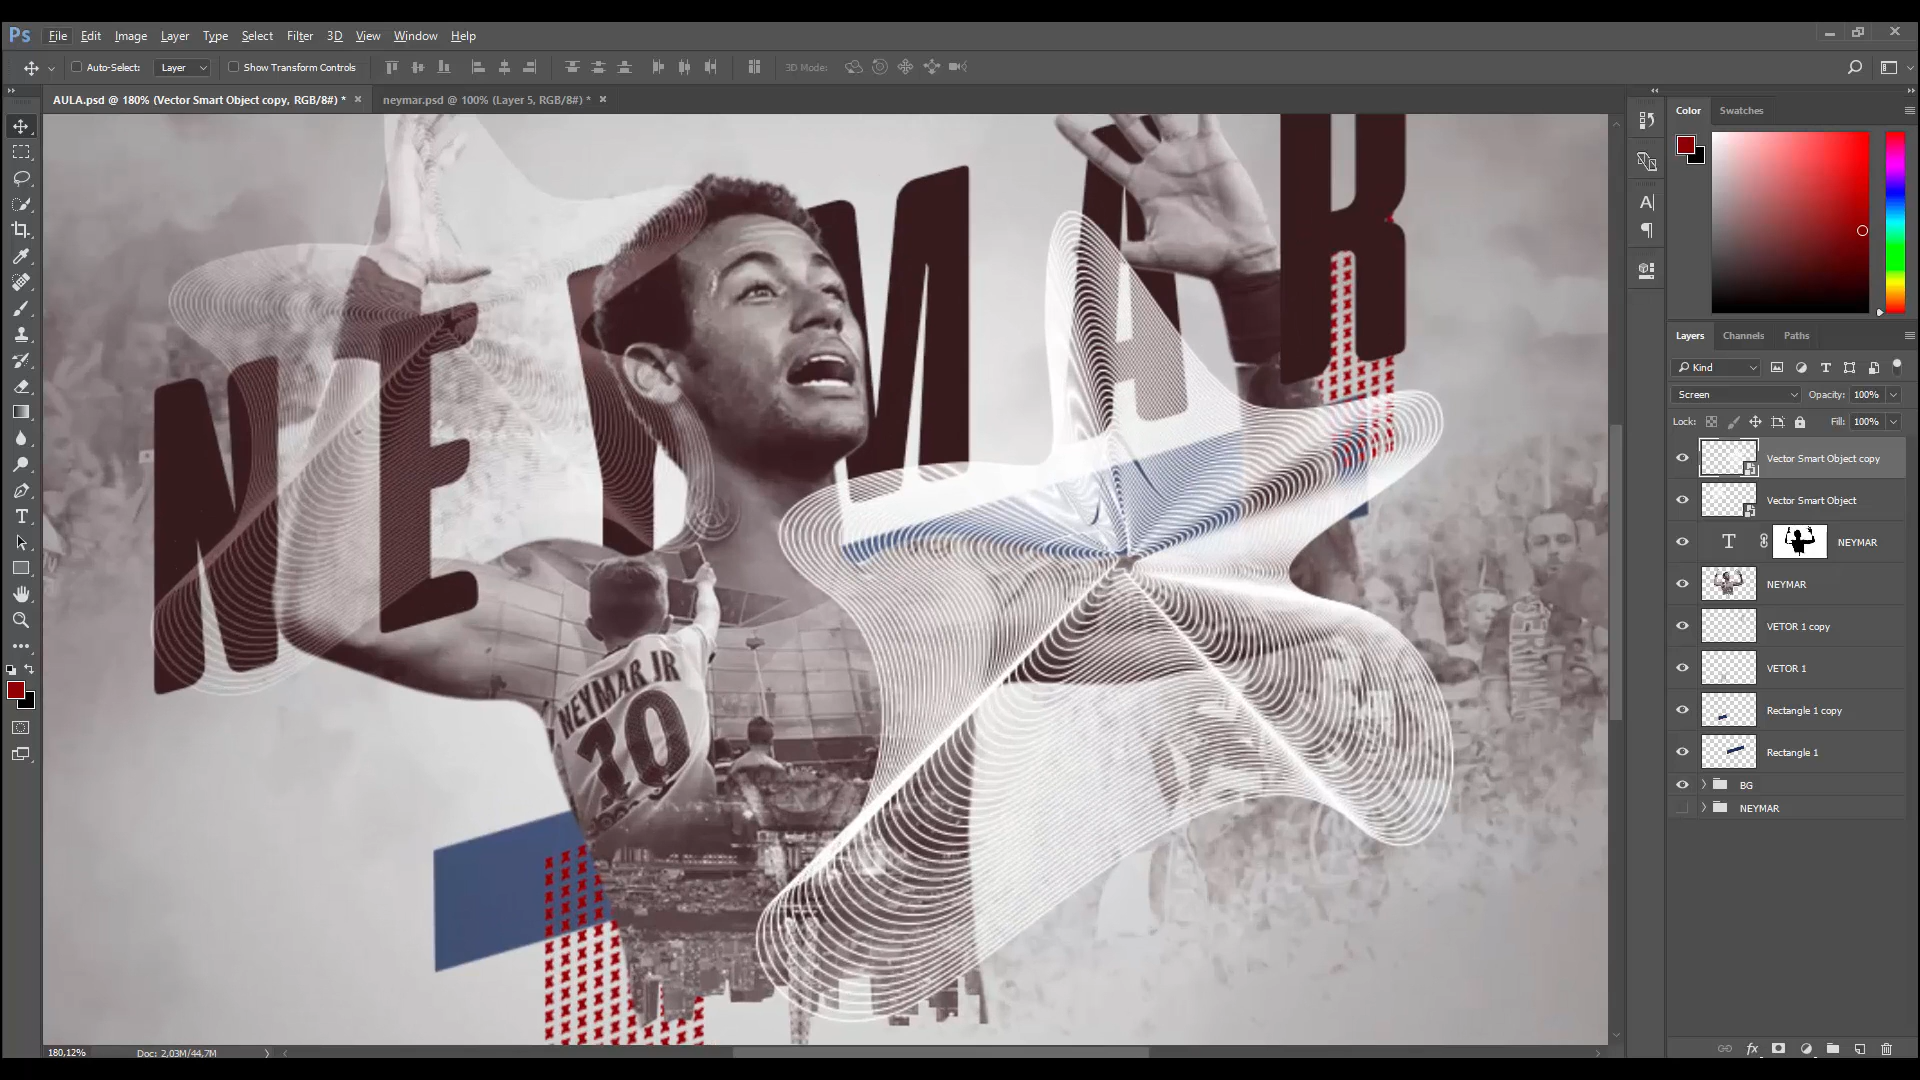 Ps File Edit Image Layer Type Select Filter 3D View Window Help
Auto-Select: Layer Show Transform Controls 3D Mode:
AULA.psd @ 180% (Vector Smart Object copy, RGB/8#) * × neymar.psd @ 100% (Layer 5, RGB/8#) * ×
Color Swatches
NEYMAR
NEYMAR JR
10
Layers Channels Paths
Kind
Screen Opacity: 100%
Lock: Fill: 100%
Vector Smart Object copy
Vector Smart Object
T NEYMAR
NEYMAR
VETOR 1 copy
VETOR 1
Rectangle 1 copy
Rectangle 1
BG
NEYMAR
180,12% Doc: 2,03M/44,7M
fx